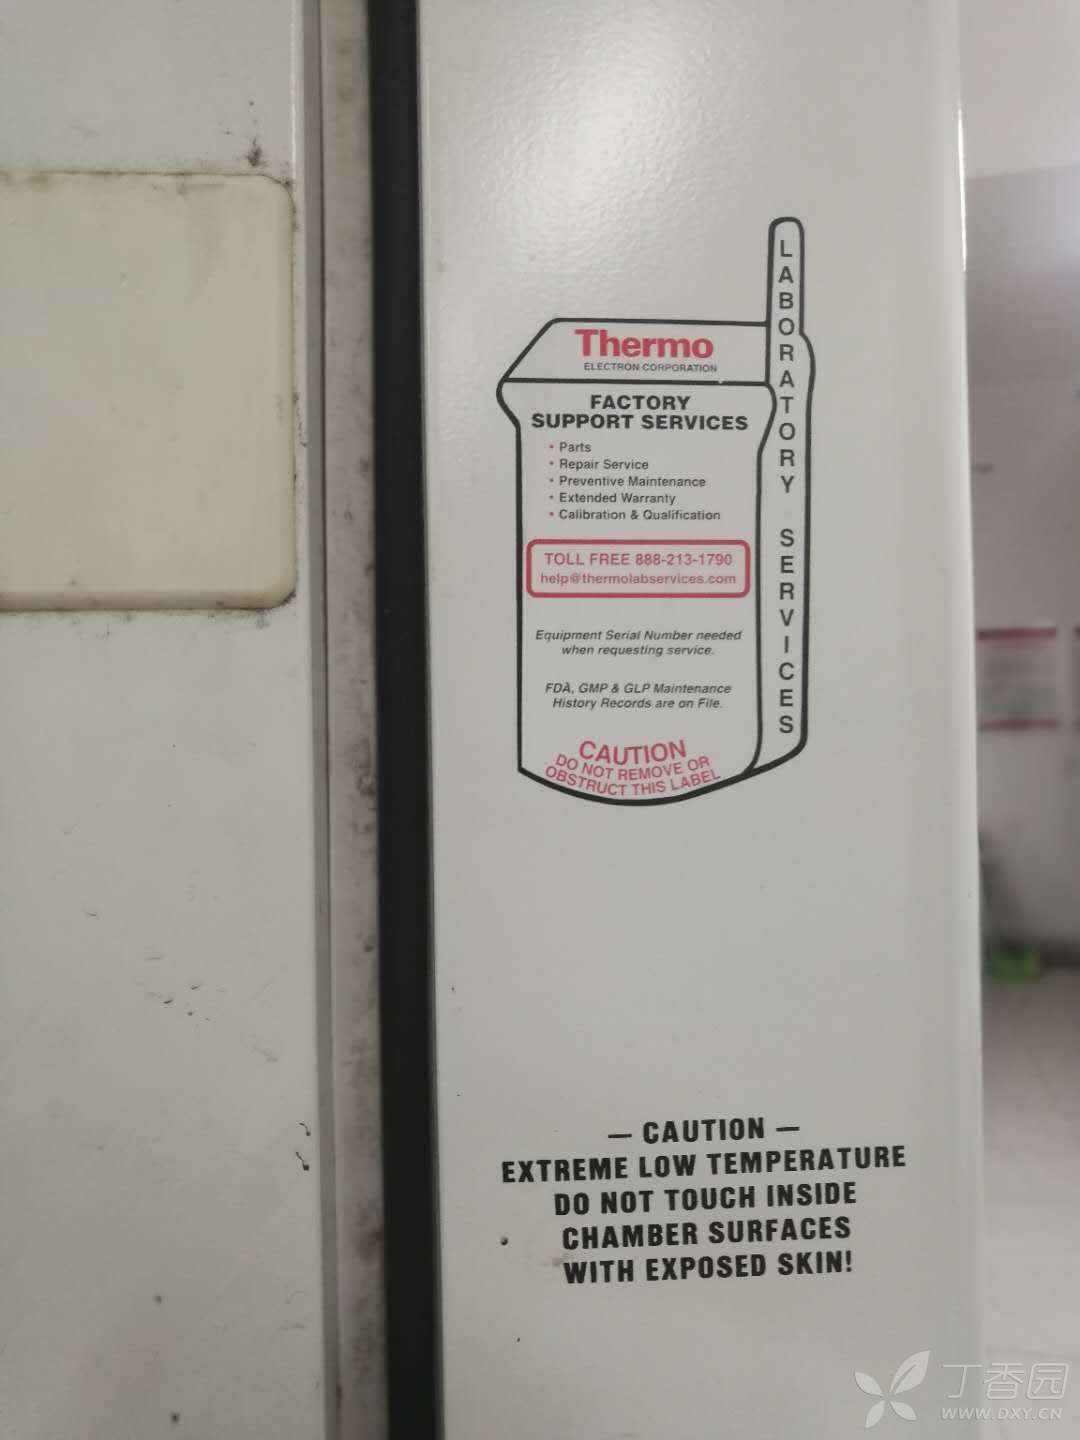 Thermo
ELECTRON CORPORATION
FACTORY
SUPPORT SERVICES
• Parts
• Repair Service
• Preventive Maintenance
• Extended Warranty
• Calibration & Qualification
TOLL FREE 888-213-1790
help@thermolabservices.com
Equipment Serial Number needed
when requesting service.
FDA, GMP & GLP Maintenance
History Records are on File.
CAUTION
DO NOT REMOVE OR
OBSTRUCT THIS LABEL
LABORATORY SERVICES
— CAUTION —
EXTREME LOW TEMPERATURE
DO NOT TOUCH INSIDE
CHAMBER SURFACES
WITH EXPOSED SKIN!
丁香园
WWW.DXY.CN